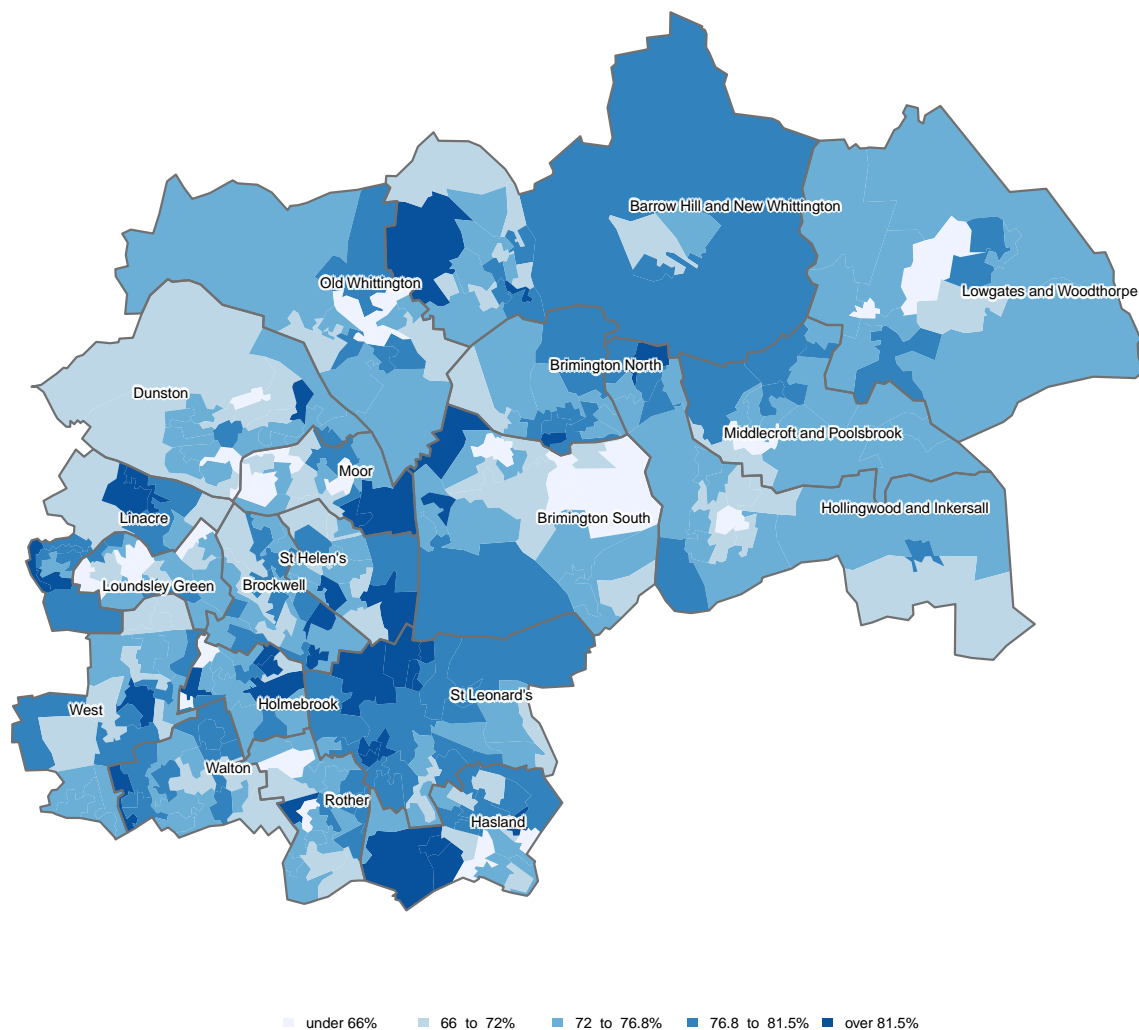 Barrow Hill and New Whittington
Old Whittington
Lowgates and Woodthorpe
Brimington North
Dunston
Middlecroft and Poolsbrook
Moor
Hollingwood and Inkersall
Linacre
Brimington South
St Helen's
Loundsley Green
Brockwell
St Leonard's
West
Holmebrook
Walton
Rother
Hasland
under 66% 66 to 72% 72 to 76.8% 76.8 to 81.5% over 81.5%